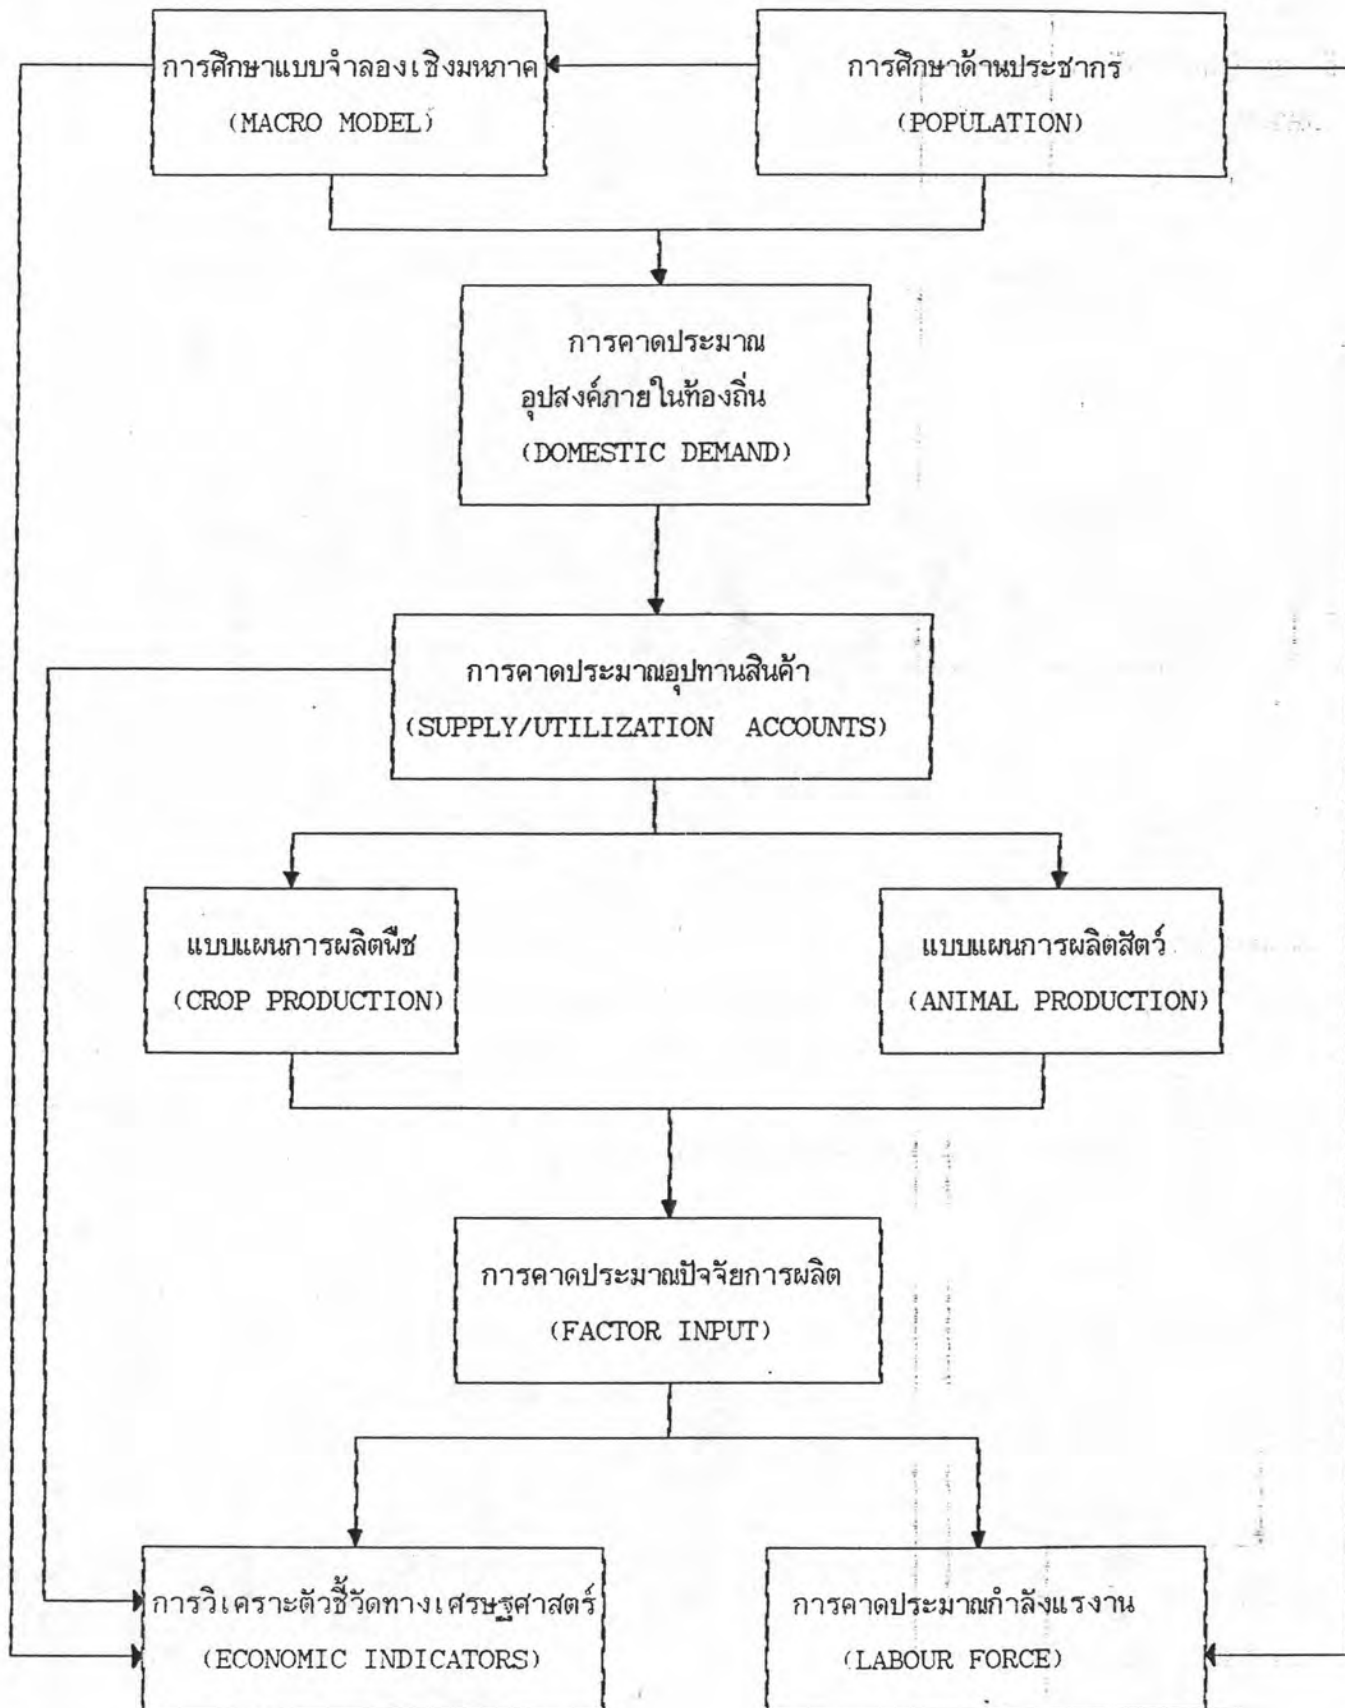 การศึกษาแบบจำลองเชิงมหภาค
(MACRO MODEL)
การศึกษาด้านประชากร
(POPULATION)
การคาดประมาณ
อุปสงค์ภายในท้องถิ่น
(DOMESTIC DEMAND)
การคาดประมาณอุปทานสินค้า
(SUPPLY/UTILIZATION ACCOUNTS)
แบบแผนการผลิตพืช
(CROP PRODUCTION)
แบบแผนการผลิตสัตว์
(ANIMAL PRODUCTION)
การคาดประมาณปัจจัยการผลิต
(FACTOR INPUT)
การวิเคราะตัวชี้วัดทางเศรษฐศาสตร์
(ECONOMIC INDICATORS)
การคาดประมาณกำลังแรงาน
(LABOUR FORCE)